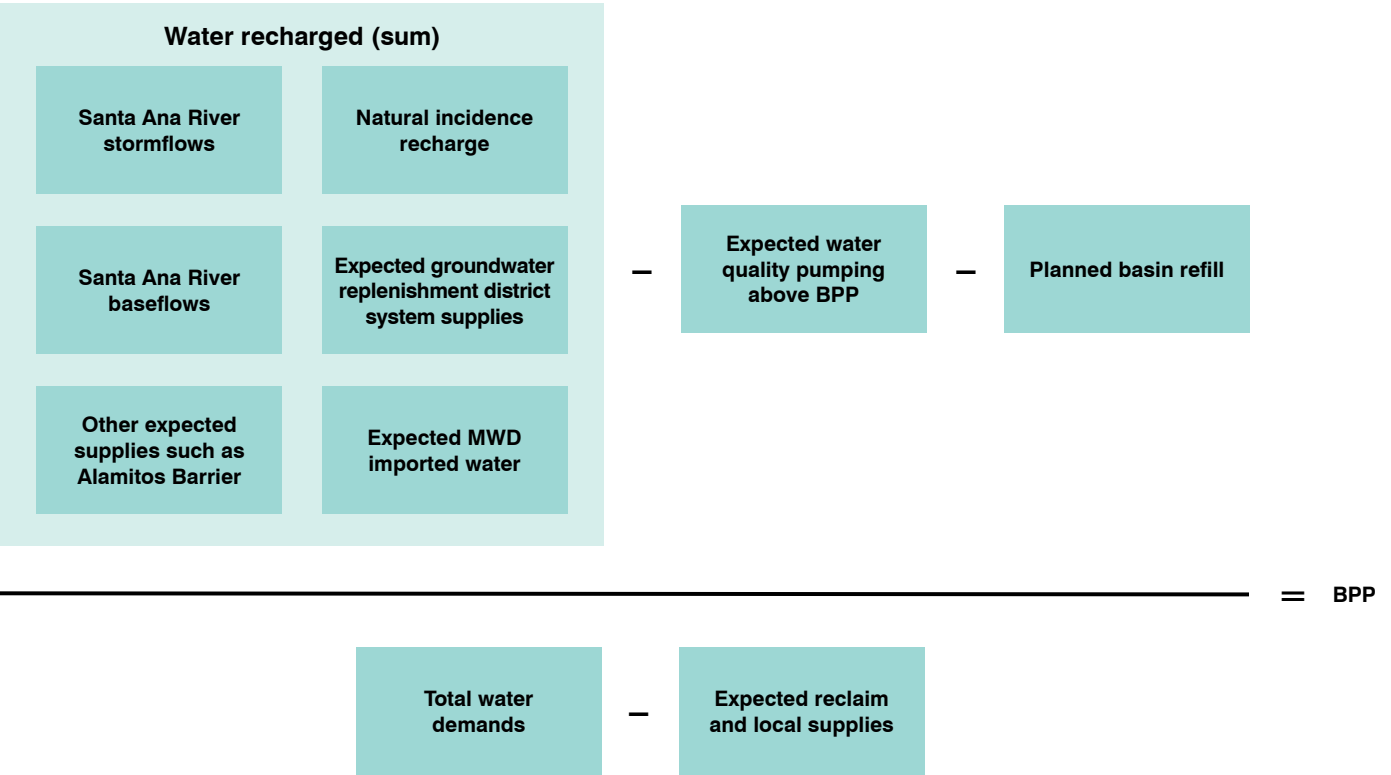 Water recharged (sum)
Santa Ana River
stormflows
Natural incidence
recharge
Santa Ana River
baseflows
Expected groundwater
replenishment district
system supplies
Other expected
supplies such as
Alamitos Barrier
Expected MWD
imported water
–
Expected water
quality pumping
above BPP
–
Planned basin refill
= BPP
Total water
demands
–
Expected reclaim
and local supplies